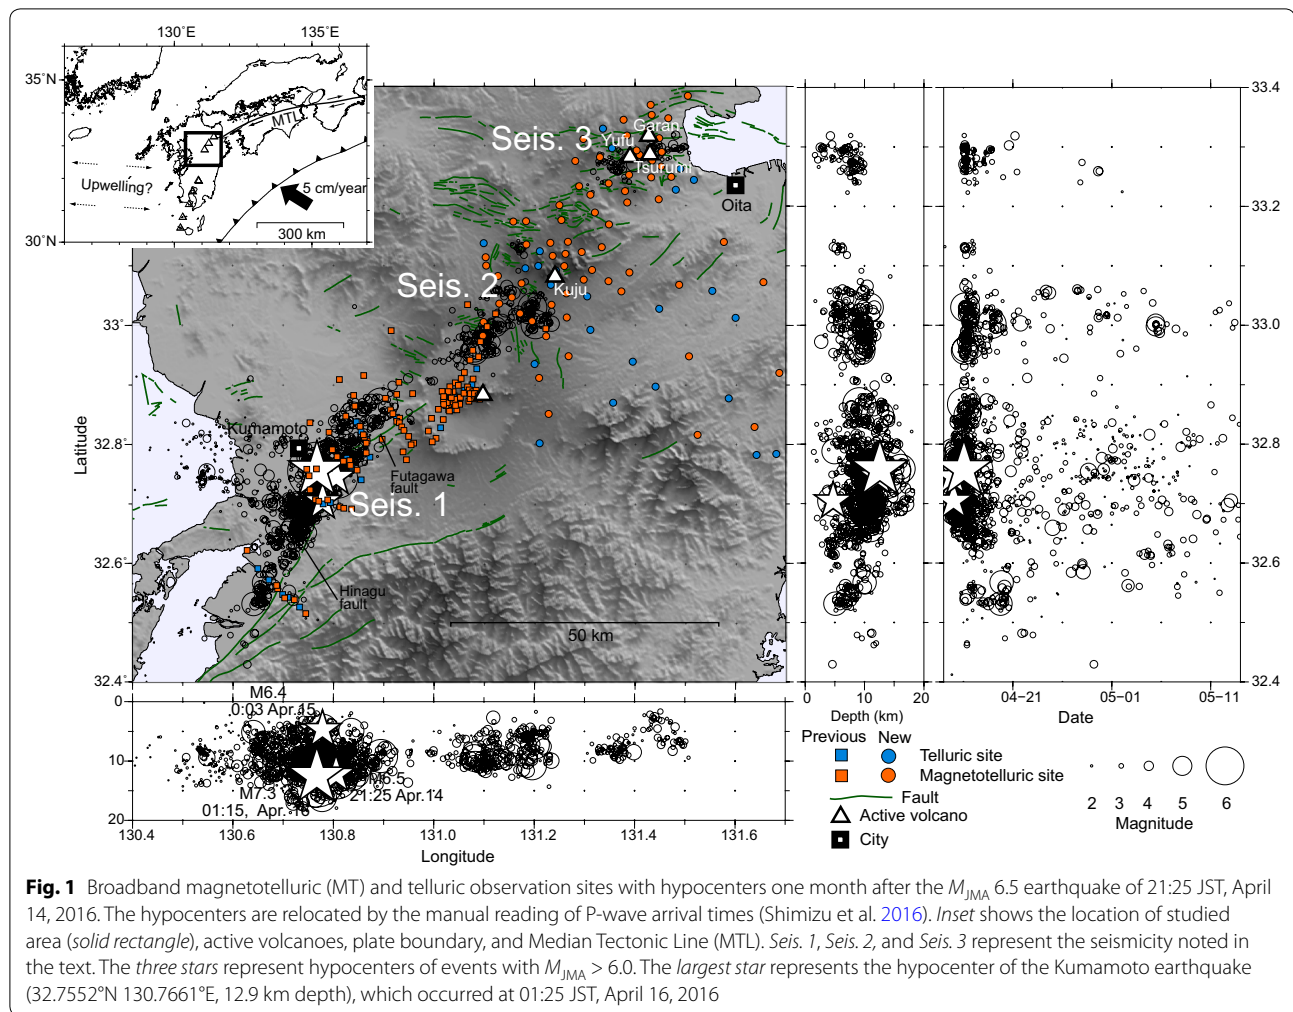 130°E 135°E
35°N
30°N
MTL
Upwelling?
5 cm/year
300 km
Seis. 3
Garan
Yufu
Tsurumi
Oita
Seis. 2
Kuju
33°
32.8
32.6
32.4
Latitude
Kumamoto
Futagawa
fault
Seis. 1
Hinagu
fault
50 km
33.4
33.2
33.0
32.8
32.6
32.4
0 10 20
Depth (km)
04-21 05-01 05-11
Date
M6.4
0:03 Apr.15
M6.5
21:25 Apr.14
M7.3
01:15, Apr. 16
0
10
20
130.4 130.6 130.8 131.0 131.2 131.4 131.6
Longitude
Previous New
Telluric site
Magnetotelluric site
Fault
Active volcano
City
2 3 4 5 6
Magnitude
Fig. 1 Broadband magnetotelluric (MT) and telluric observation sites with hypocenters one month after the MJMA 6.5 earthquake of 21:25 JST, April
14, 2016. The hypocenters are relocated by the manual reading of P-wave arrival times (Shimizu et al. 2016). Inset shows the location of studied
area (solid rectangle), active volcanoes, plate boundary, and Median Tectonic Line (MTL). Seis. 1, Seis. 2, and Seis. 3 represent the seismicity noted in
the text. The three stars represent hypocenters of events with MJMA > 6.0. The largest star represents the hypocenter of the Kumamoto earthquake
(32.7552°N 130.7661°E, 12.9 km depth), which occurred at 01:25 JST, April 16, 2016